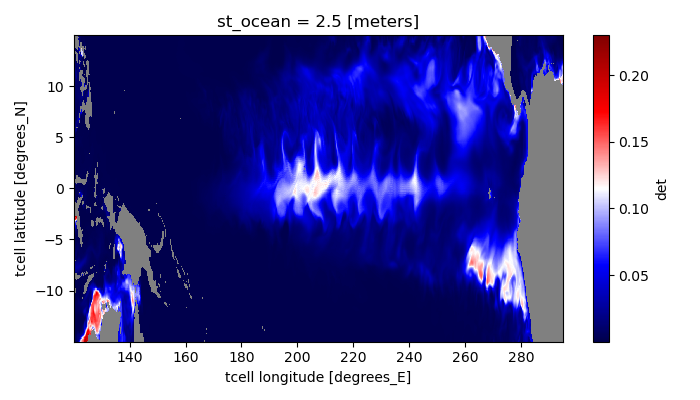 st_ocean = 2.5 [meters]
10
5
0
−5
−10
tcell latitude [degrees_N]
140 160 180 200 220 240 260 280
tcell longitude [degrees_E]
0.20
0.15
0.10
0.05
det